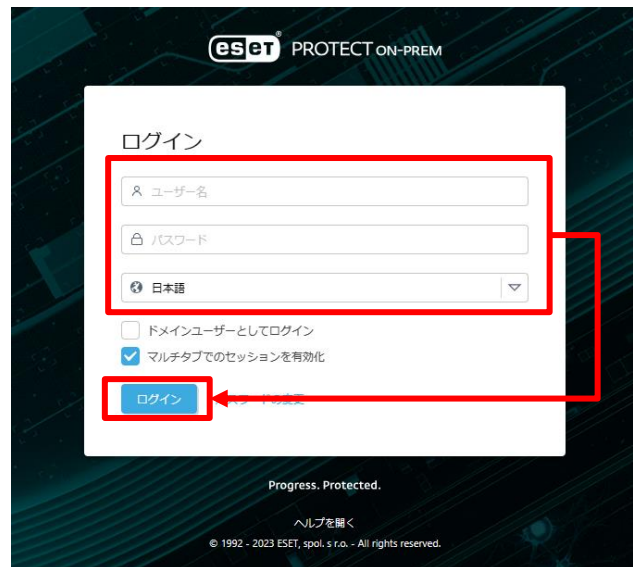 eset PROTECT ON-PREM
ログイン
ユーザー名
パスワード
日本語
ドメインユーザーとしてログイン
マルチタブでのセッションを有効化
ログイン
Progress. Protected.
ヘルプを開く
© 1992 - 2023 ESET, spol. s r.o. - All rights reserved.